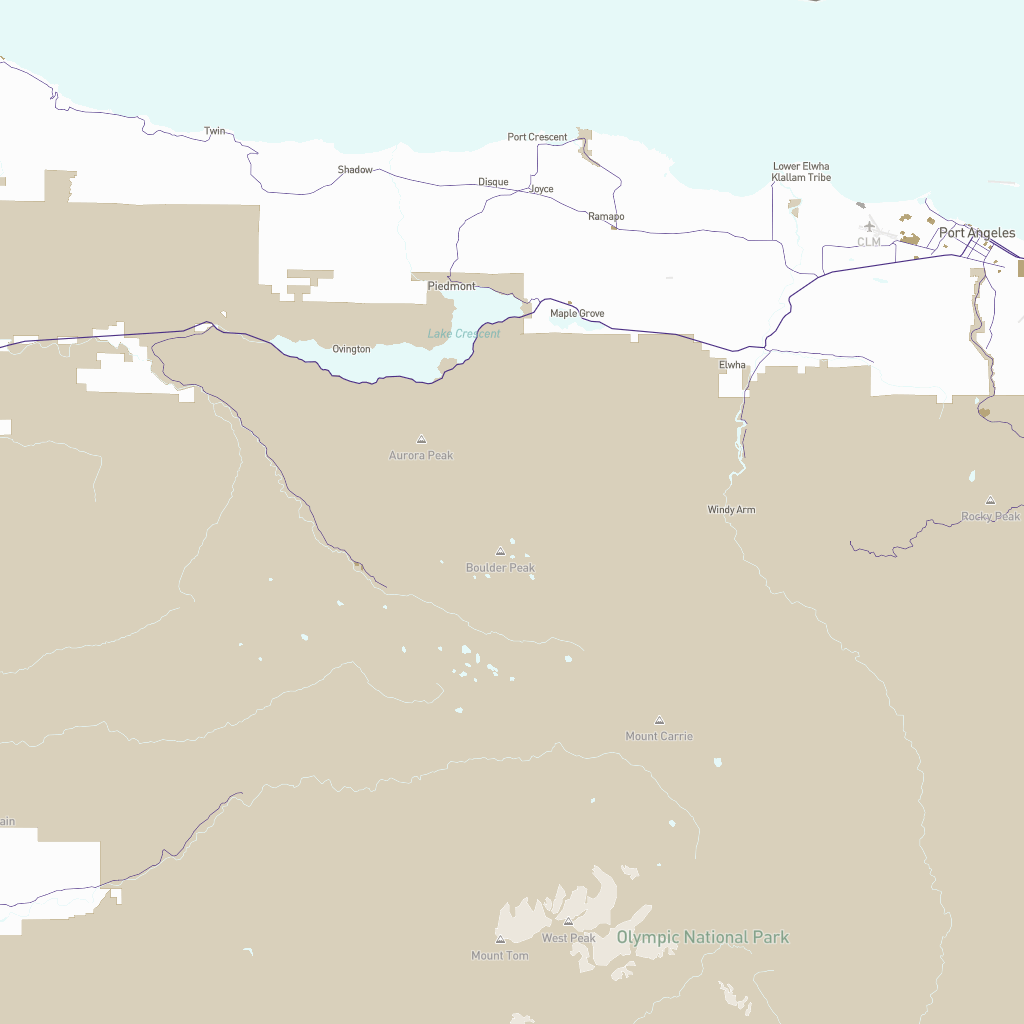 Twin
Port Crescent
Shadow
Disque
Joyce
Lower Elwha
Klallam Tribe
Ramapo
CLM
Port Angeles
Piedmont
Maple Grove
Lake Crescent
Ovington
Elwha
Aurora Peak
Windy Arm
Rocky Peak
Boulder Peak
Mount Carrie
ain
West Peak
Olympic National Park
Mount Tom